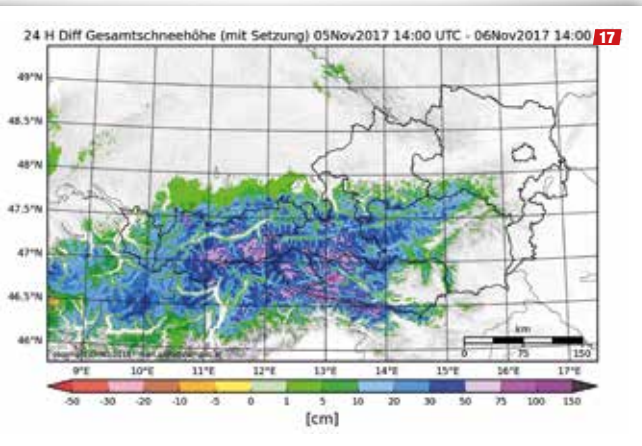 24 H Diff Gesamtschneehöhe (mit Setzung) 05Nov2017 14:00 UTC - 06Nov2017 14:00
17
49°N
48.5°N
48°N
47.5°N
47°N
46.5°N
46°N
km
0 75 150
9°E 10°E 11°E 12°E 13°E 14°E 15°E 16°E 17°E
-50 -30 -20 -10 -5 0 1 5 10 20 30 50 75 100 150
[cm]